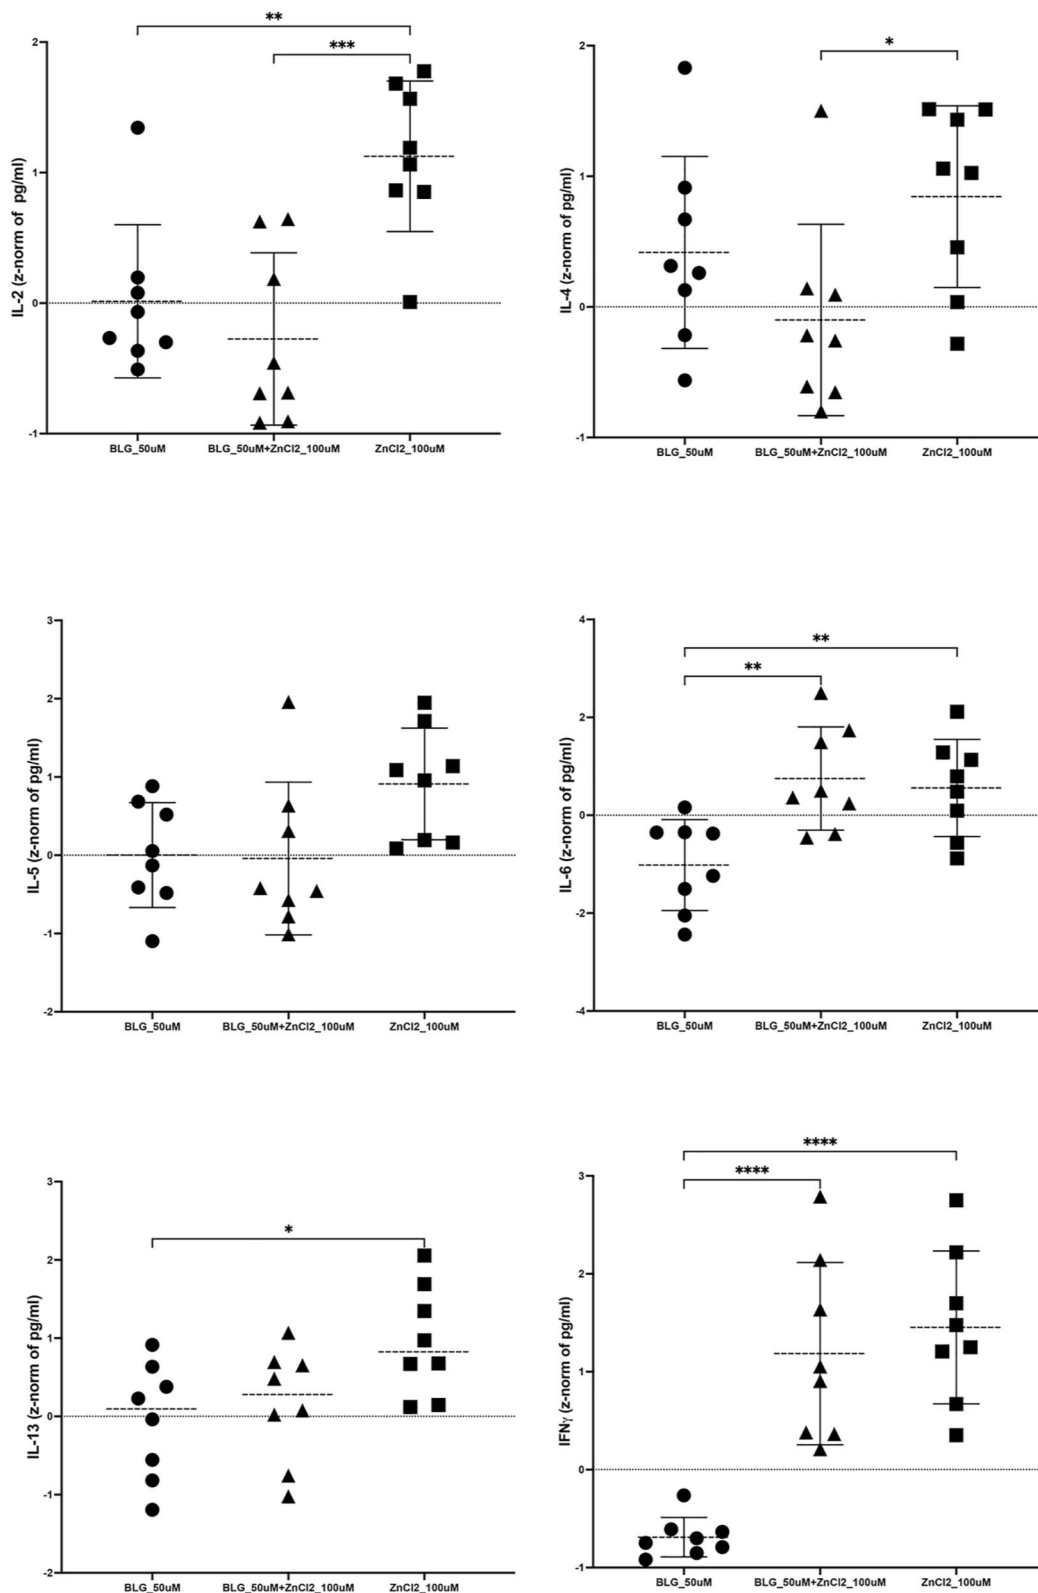 **
***
2
1
0
-1
IL-2 (z-norm of pg/ml)
BLG_50uM
BLG_50uM+ZnCl2_100uM
ZnCl2_100uM
*
2
1
0
-1
IL-4 (z-norm of pg/ml)
BLG_50uM
BLG_50uM+ZnCl2_100uM
ZnCl2_100uM
3
2
1
0
-1
-2
IL-5 (z-norm of pg/ml)
BLG_50uM
BLG_50uM+ZnCl2_100uM
ZnCl2_100uM
**
**
4
2
0
-2
-4
IL-6 (z-norm of pg/ml)
BLG_50uM
BLG_50uM+ZnCl2_100uM
ZnCl2_100uM
*
3
2
1
0
-1
-2
IL-13 (z-norm of pg/ml)
BLG_50uM
BLG_50uM+ZnCl2_100uM
ZnCl2_100uM
****
****
3
2
1
0
-1
IFNγ (z-norm of pg/ml)
BLG_50uM
BLG_50uM+ZnCl2_100uM
ZnCl2_100uM